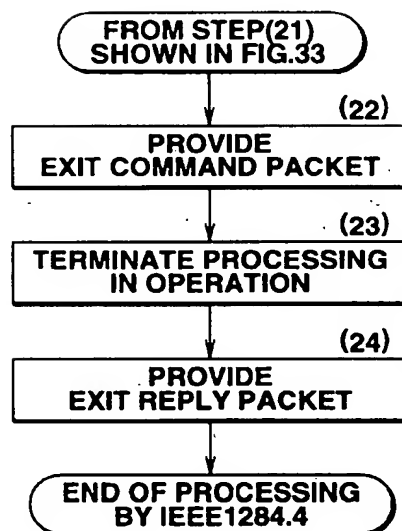 FROM STEP(21)
SHOWN IN FIG.33
(22)
PROVIDE
EXIT COMMAND PACKET
(23)
TERMINATE PROCESSING
IN OPERATION
(24)
PROVIDE
EXIT REPLY PACKET
END OF PROCESSING
BY IEEE1284.4